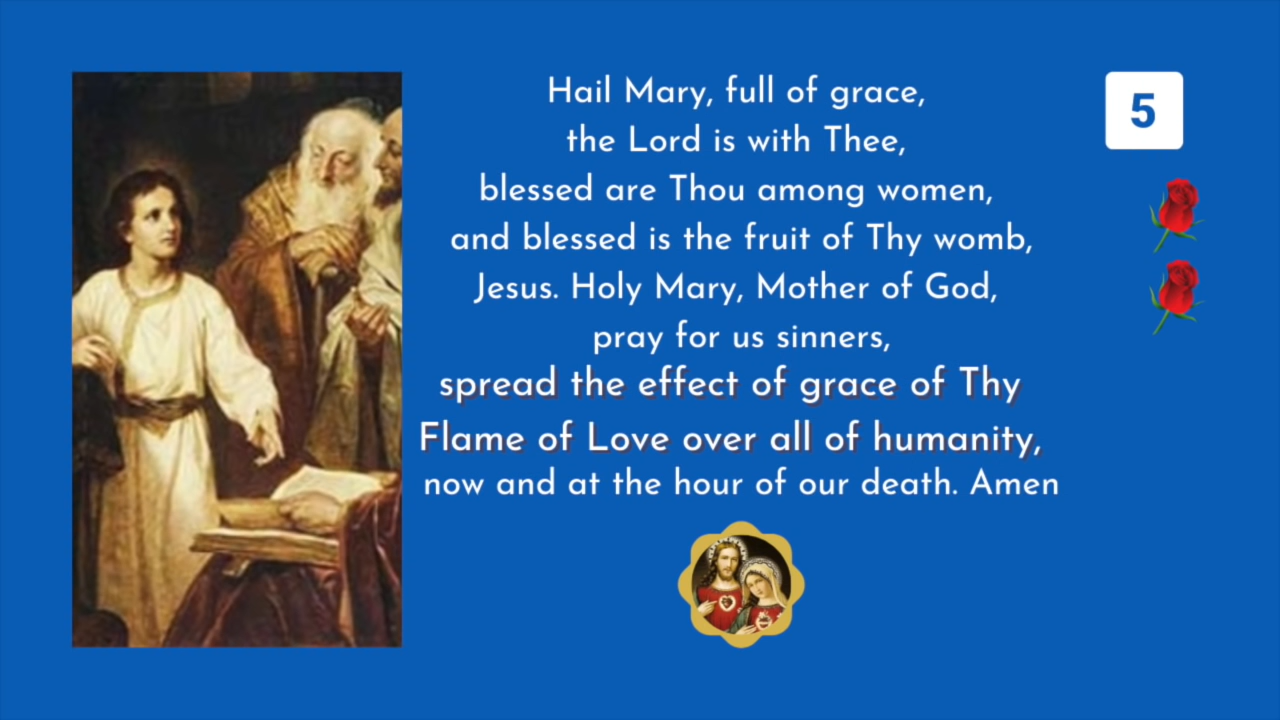 Hail Mary, full of grace,
the Lord is with Thee,
blessed are Thou among women,
and blessed is the fruit of Thy womb,
Jesus. Holy Mary, Mother of God,
pray for us sinners,
spread the effect of grace of Thy
Flame of Love over all of humanity,
now and at the hour of our death. Amen
5